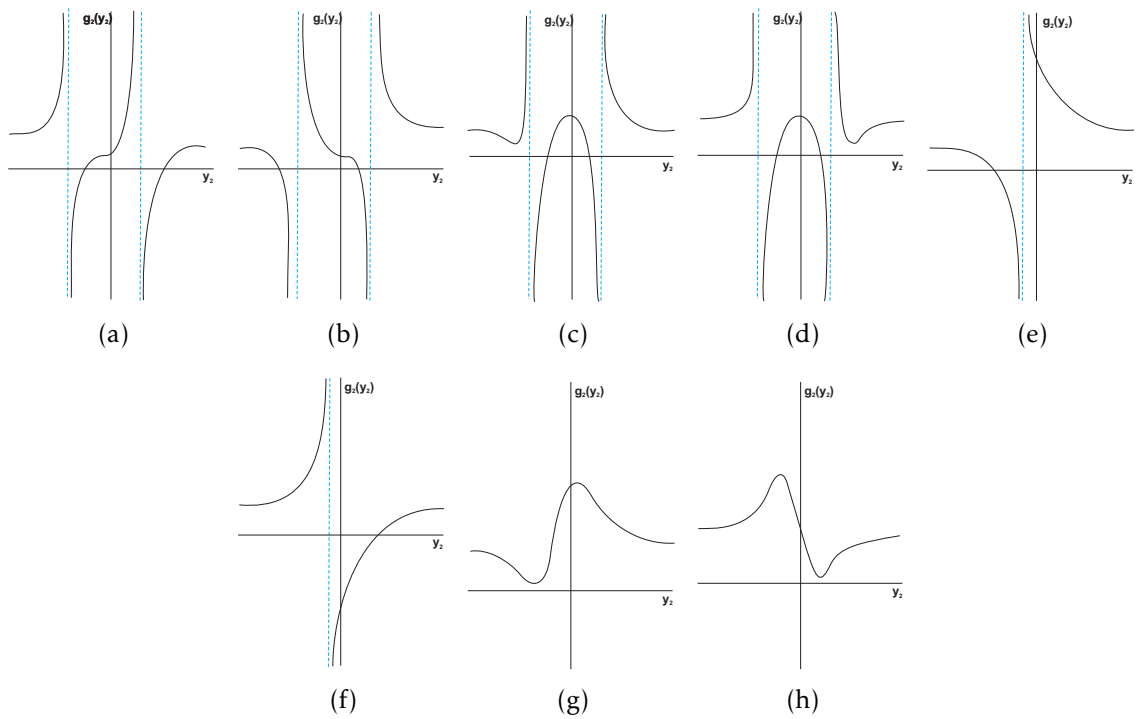 g₂(y₂) g₂(y₂) g₂(y₂) g₂(y₂) g₂(y₂)
y₂ y₂ y₂ y₂ y₂
(a) (b) (c) (d) (e)
g₂(y₂) g₂(y₂) g₂(y₂)
y₂ y₂ y₂
(f) (g) (h)